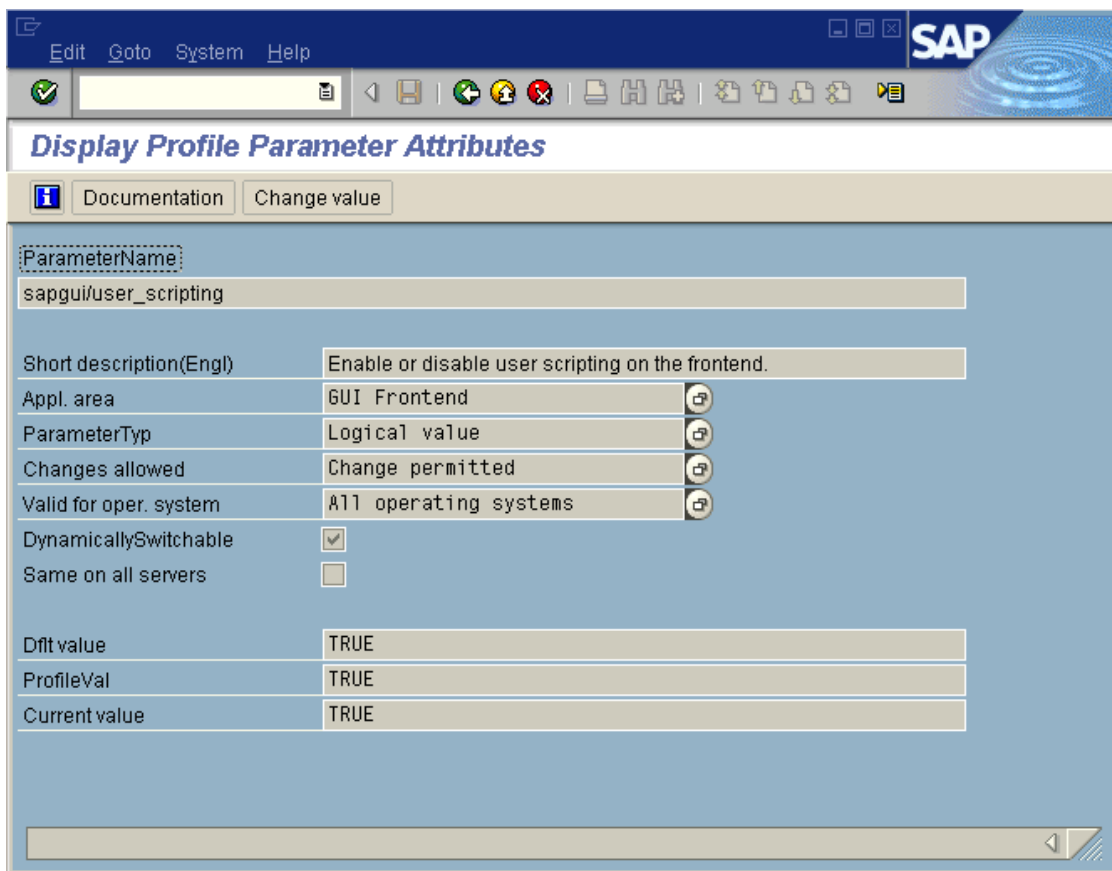 SAP
Edit Goto System Help
Display Profile Parameter Attributes
Documentation Change value
ParameterName
sapgui/user_scripting
Short description(Engl) Enable or disable user scripting on the frontend.
Appl. area GUI Frontend
ParameterTyp Logical value
Changes allowed Change permitted
Valid for oper. system All operating systems
DynamicallySwitchable
Same on all servers
Dflt value TRUE
ProfileVal TRUE
Current value TRUE